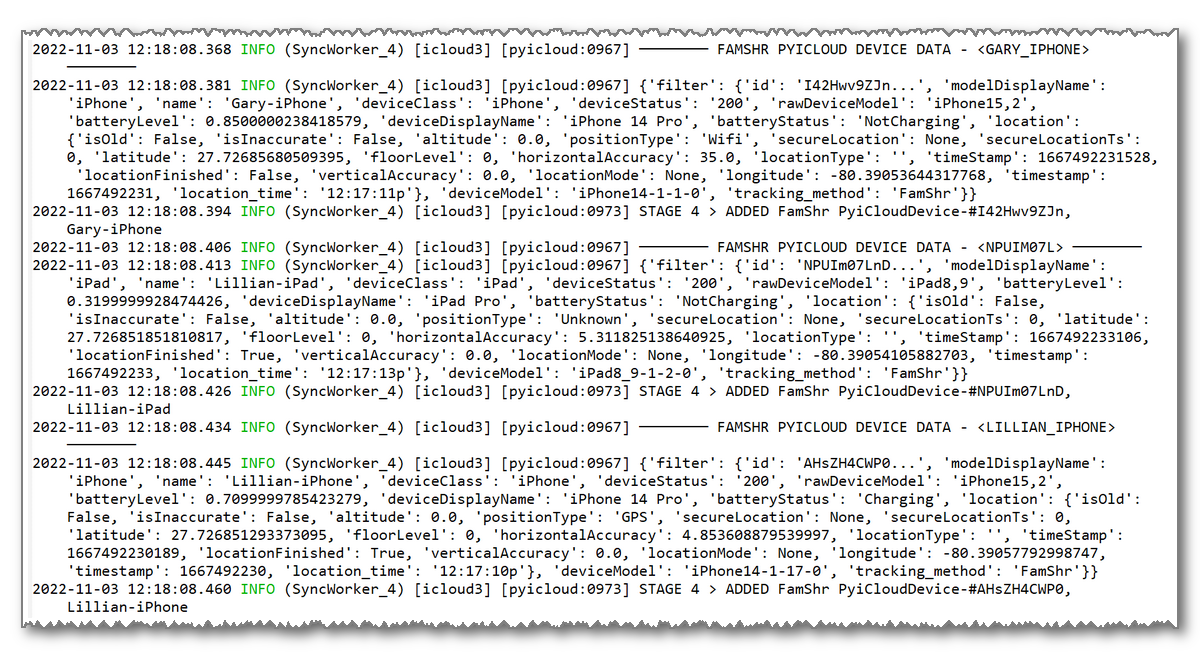 2022-11-03 12:18:08.368 INFO (SyncWorker_4) [icloud3] [pyicloud:0967] ———————— FAMSHR PYICLOUD DEVICE DATA - <GARY_IPHONE>
————————
2022-11-03 12:18:08.381 INFO (SyncWorker_4) [icloud3] [pyicloud:0967] {'filter': {'id': 'I42Hwv9ZJn...', 'modelDisplayName':
'iPhone', 'name': 'Gary-iPhone', 'deviceClass': 'iPhone', 'deviceStatus': '200', 'rawDeviceModel': 'iPhone15,2',
'batteryLevel': 0.8500000238418579, 'deviceDisplayName': 'iPhone 14 Pro', 'batteryStatus': 'NotCharging', 'location':
{'isOld': False, 'isInaccurate': False, 'altitude': 0.0, 'positionType': 'Wifi', 'secureLocation': None, 'secureLocationTs':
0, 'latitude': 27.72685680509395, 'floorLevel': 0, 'horizontalAccuracy': 35.0, 'locationType': '', 'timeStamp': 1667492231528,
'locationFinished': False, 'verticalAccuracy': 0.0, 'locationMode': None, 'longitude': -80.39053644317768, 'timestamp':
1667492231, 'location_time': '12:17:11p'}, 'deviceModel': 'iPhone14-1-1-0', 'tracking_method': 'FamShr'}}
2022-11-03 12:18:08.394 INFO (SyncWorker_4) [icloud3] [pyicloud:0973] STAGE 4 > ADDED FamShr PyiCloudDevice-#I42Hwv9ZJn,
Gary-iPhone
2022-11-03 12:18:08.406 INFO (SyncWorker_4) [icloud3] [pyicloud:0967] ———————— FAMSHR PYICLOUD DEVICE DATA - <NPUIM07L> ————————
2022-11-03 12:18:08.413 INFO (SyncWorker_4) [icloud3] [pyicloud:0967] {'filter': {'id': 'NPUIm07LnD...', 'modelDisplayName':
'iPad', 'name': 'Lillian-iPad', 'deviceClass': 'iPad', 'deviceStatus': '200', 'rawDeviceModel': 'iPad8,9', 'batteryLevel':
0.3199999928474426, 'deviceDisplayName': 'iPad Pro', 'batteryStatus': 'NotCharging', 'location': {'isOld': False,
'isInaccurate': False, 'altitude': 0.0, 'positionType': 'Unknown', 'secureLocation': None, 'secureLocationTs': 0, 'latitude':
27.726851851810817, 'floorLevel': 0, 'horizontalAccuracy': 5.311825138640925, 'locationType': '', 'timeStamp': 1667492233106,
'locationFinished': True, 'verticalAccuracy': 0.0, 'locationMode': None, 'longitude': -80.39054105882703, 'timestamp':
1667492233, 'location_time': '12:17:13p'}, 'deviceModel': 'iPad8_9-1-2-0', 'tracking_method': 'FamShr'}}
2022-11-03 12:18:08.426 INFO (SyncWorker_4) [icloud3] [pyicloud:0973] STAGE 4 > ADDED FamShr PyiCloudDevice-#NPUIm07LnD,
Lillian-iPad
2022-11-03 12:18:08.434 INFO (SyncWorker_4) [icloud3] [pyicloud:0967] ———————— FAMSHR PYICLOUD DEVICE DATA - <LILLIAN_IPHONE>
————————
2022-11-03 12:18:08.445 INFO (SyncWorker_4) [icloud3] [pyicloud:0967] {'filter': {'id': 'AHsZH4CWP0...', 'modelDisplayName':
'iPhone', 'name': 'Lillian-iPhone', 'deviceClass': 'iPhone', 'deviceStatus': '200', 'rawDeviceModel': 'iPhone15,2',
'batteryLevel': 0.7099999785423279, 'deviceDisplayName': 'iPhone 14 Pro', 'batteryStatus': 'Charging', 'location': {'isOld':
False, 'isInaccurate': False, 'altitude': 0.0, 'positionType': 'GPS', 'secureLocation': None, 'secureLocationTs': 0,
'latitude': 27.726851293373095, 'floorLevel': 0, 'horizontalAccuracy': 4.853608879539997, 'locationType': '', 'timeStamp':
1667492230189, 'locationFinished': True, 'verticalAccuracy': 0.0, 'locationMode': None, 'longitude': -80.39057792998747,
'timestamp': 1667492230, 'location_time': '12:17:10p'}, 'deviceModel': 'iPhone14-1-17-0', 'tracking_method': 'FamShr'}}
2022-11-03 12:18:08.460 INFO (SyncWorker_4) [icloud3] [pyicloud:0973] STAGE 4 > ADDED FamShr PyiCloudDevice-#AHsZH4CWP0,
Lillian-iPhone